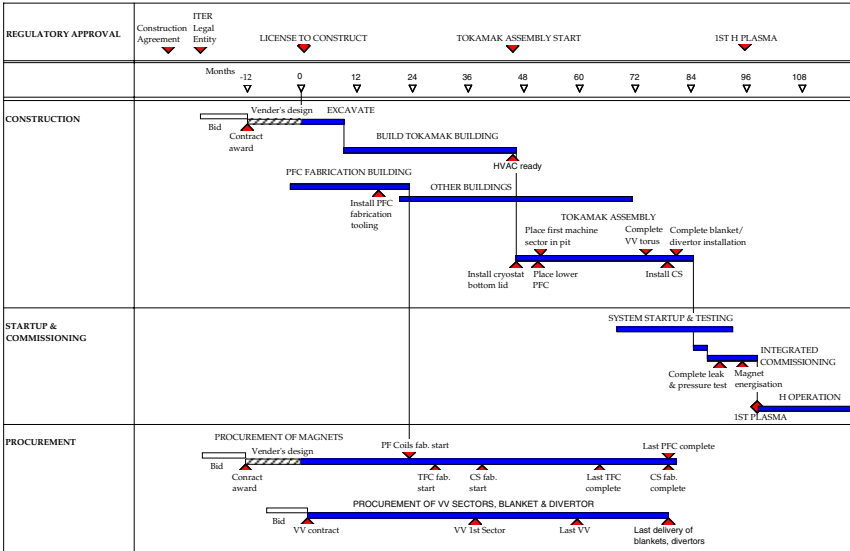 REGULATORY APPROVAL
Construction
Agreement
ITER
Legal
Entity
LICENSE TO CONSTRUCT
TOKAMAK ASSEMBLY START
1ST H PLASMA
Months
-12 0 12 24 36 48 60 72 84 96 108
CONSTRUCTION
Bid
Vender's design
EXCAVATE
Contract
award
BUILD TOKAMAK BUILDING
HVAC ready
PFC FABRICATION BUILDING
OTHER BUILDINGS
Install PFC
fabrication
tooling
TOKAMAK ASSEMBLY
Place first machine
sector in pit
Complete
VV torus
Complete blanket/
divertor installation
Install cryostat
bottom lid
Place lower
PFC
Install CS
STARTUP &
COMMISSIONING
SYSTEM STARTUP & TESTING
INTEGRATED
COMMISSIONING
Complete leak
& pressure test
Magnet
energisation
H OPERATION
1ST PLASMA
PROCUREMENT
PROCUREMENT OF MAGNETS
Bid
Vender's design
Conract
award
PF Coils fab. start
TFC fab.
start
CS fab.
start
Last TFC
complete
Last PFC complete
CS fab.
complete
PROCUREMENT OF VV SECTORS, BLANKET & DIVERTOR
Bid
VV contract
VV 1st Sector
Last VV
Last delivery of
blankets, divertors